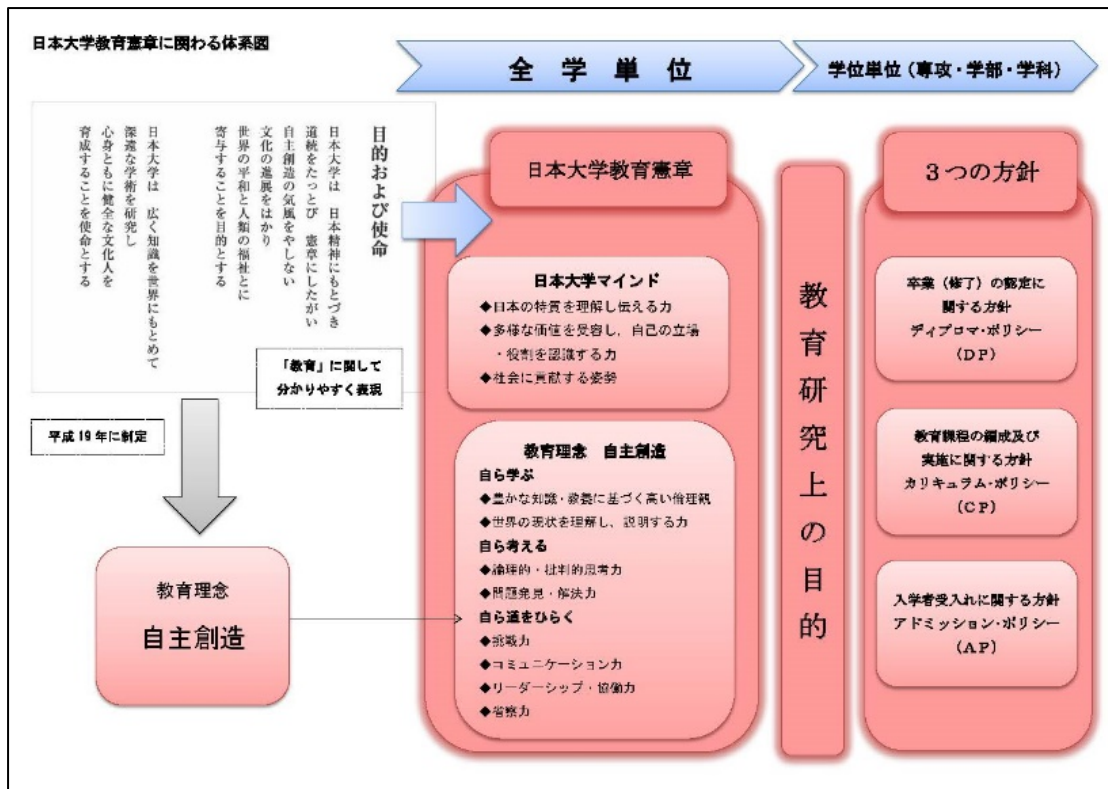 日本大学教育憲章に関わる体系図
全学単位
学位単位（専攻・学部・学科）
目的および使命
日本大学は　日本精神にもとづき
道統をたっとび　憲章にしたがい
自主創造の気風をやしない
文化の進展をはかり
世界の平和と人類の福祉とに
寄与することを目的とする
日本大学は　広く知識を世界にもとめて
深遠な学術を研究し
心身ともに健全な文化人を
育成することを使命とする
「教育」に関して
分かりやすく表現
平成19年に制定
教育理念
自主創造
日本大学教育憲章
日本大学マインド
◆日本の特質を理解し伝える力
◆多様な価値を受容し，自己の立場
・役割を認識する力
◆社会に貢献する姿勢
教育理念　自主創造
自ら学ぶ
◆豊かな知識・教養に基づく高い倫理観
◆世界の現状を理解し，説明する力
自ら考える
◆論理的・批判的思考力
◆問題発見・解決力
自ら道をひらく
◆挑戦力
◆コミュニケーション力
◆リーダーシップ・協働力
◆省察力
教育研究上の目的
３つの方針
卒業（修了）の認定に
関する方針
ディプロマ・ポリシー
（ＤＰ）
教育課程の編成及び
実施に関する方針
カリキュラム・ポリシー
（ＣＰ）
入学者受入れに関する方針
アドミッション・ポリシー
（ＡＰ）